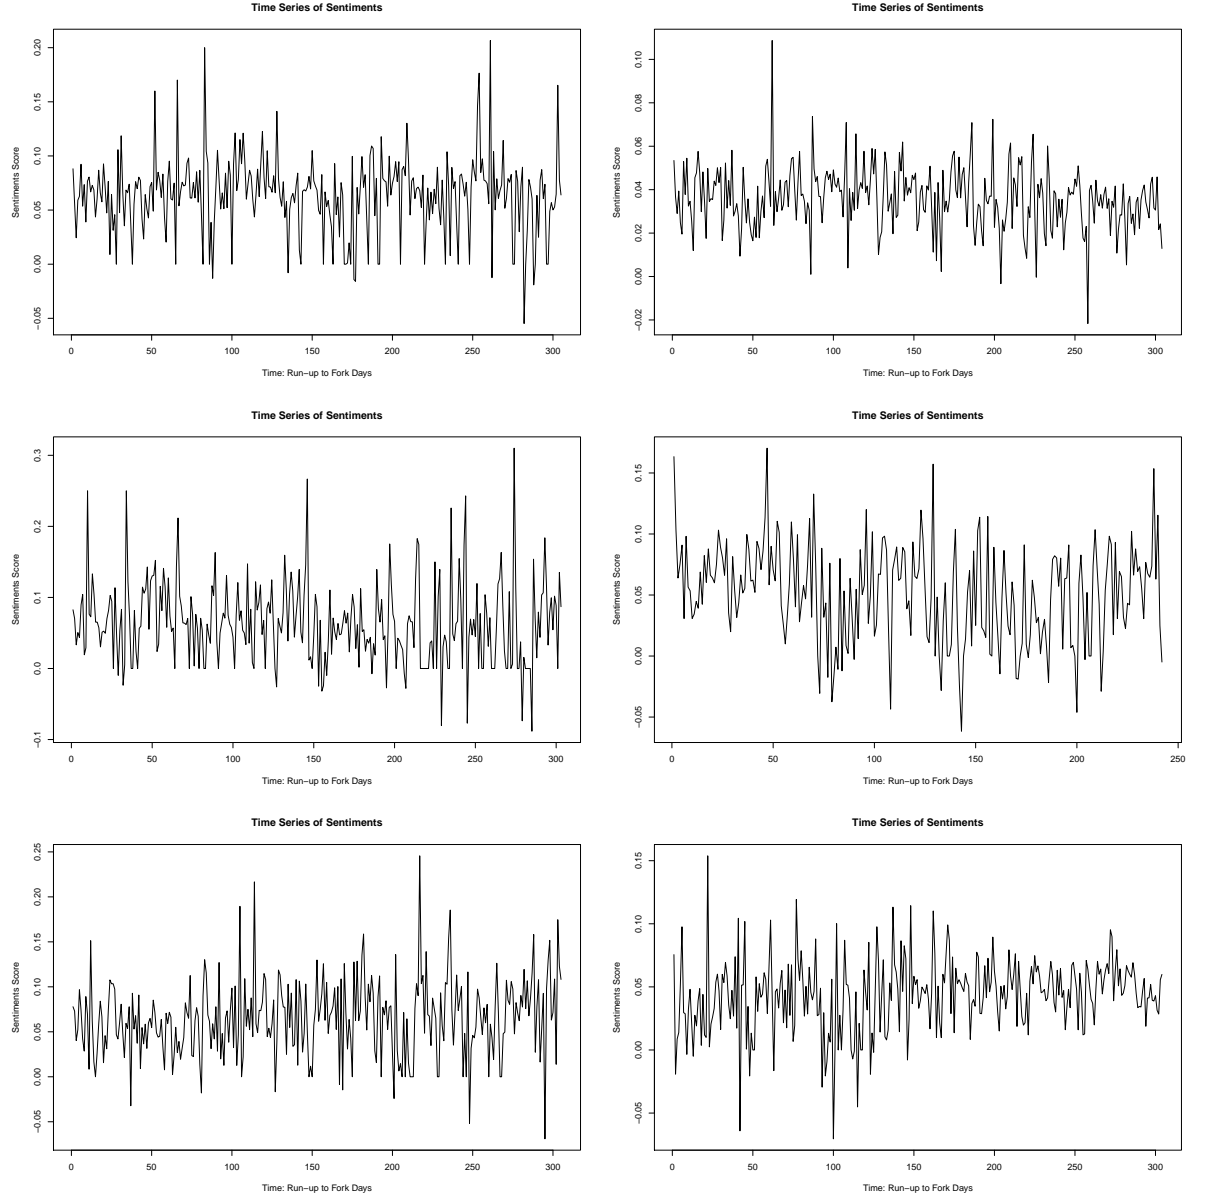 Time Series of Sentiments
Sentiments Score
0.20
0.15
0.10
0.05
0.00
−0.05
0 50 100 150 200 250 300
Time: Run−up to Fork Days
Time Series of Sentiments
Sentiments Score
0.10
0.08
0.06
0.04
0.02
0.00
−0.02
0 50 100 150 200 250 300
Time: Run−up to Fork Days
Time Series of Sentiments
Sentiments Score
0.3
0.2
0.1
0.0
−0.1
0 50 100 150 200 250 300
Time: Run−up to Fork Days
Time Series of Sentiments
Sentiments Score
0.15
0.10
0.05
0.00
−0.05
0 50 100 150 200 250
Time: Run−up to Fork Days
Time Series of Sentiments
Sentiments Score
0.25
0.20
0.15
0.10
0.05
0.00
−0.05
0 50 100 150 200 250 300
Time: Run−up to Fork Days
Time Series of Sentiments
Sentiments Score
0.15
0.10
0.05
0.00
−0.05
0 50 100 150 200 250 300
Time: Run−up to Fork Days